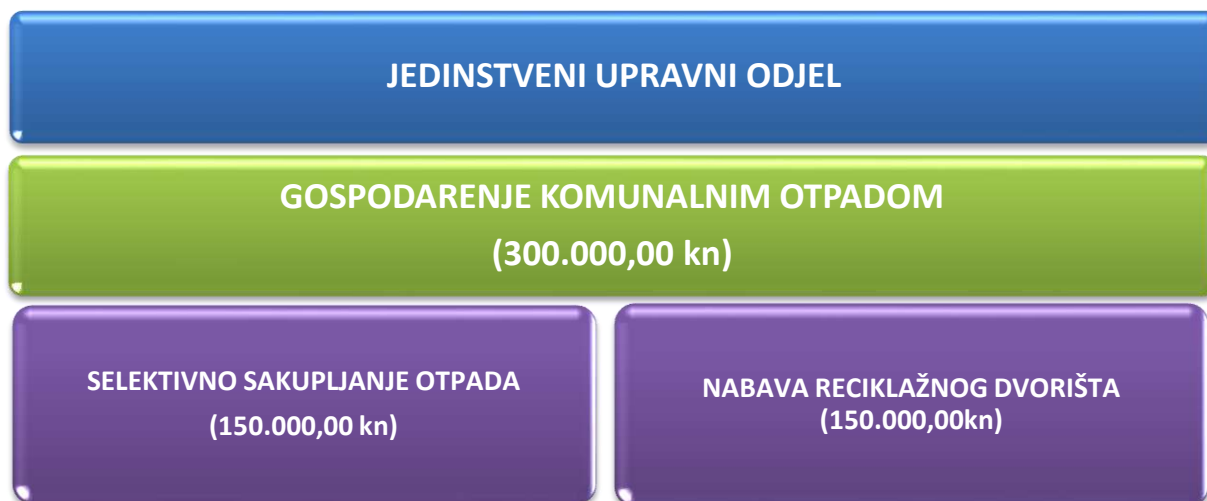 JEDINSTVENI UPRAVNI ODJEL
GOSPODARENJE KOMUNALNIM OTPADOM
(300.000,00 kn)
SELEKTIVNO SAKUPLJANJE OTPADA
(150.000,00 kn)
NABAVA RECIKLAŽNOG DVORIŠTA
(150.000,00kn)